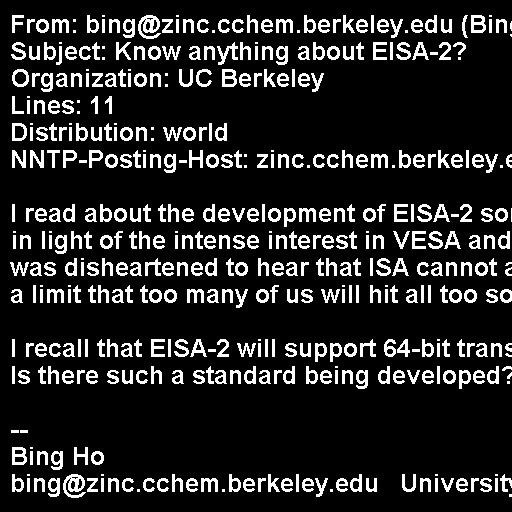 From: bing@zinc.cchem.berkeley.edu (Bing
Subject: Know anything about EISA-2?
Organization: UC Berkeley
Lines: 11
Distribution: world
NNTP-Posting-Host: zinc.cchem.berkeley.e

I read about the development of EISA-2 so
in light of the intense interest in VESA and
was disheartened to hear that ISA cannot a
a limit that too many of us will hit all too so

I recall that EISA-2 will support 64-bit trans
Is there such a standard being developed?

--
Bing Ho
bing@zinc.cchem.berkeley.edu   University